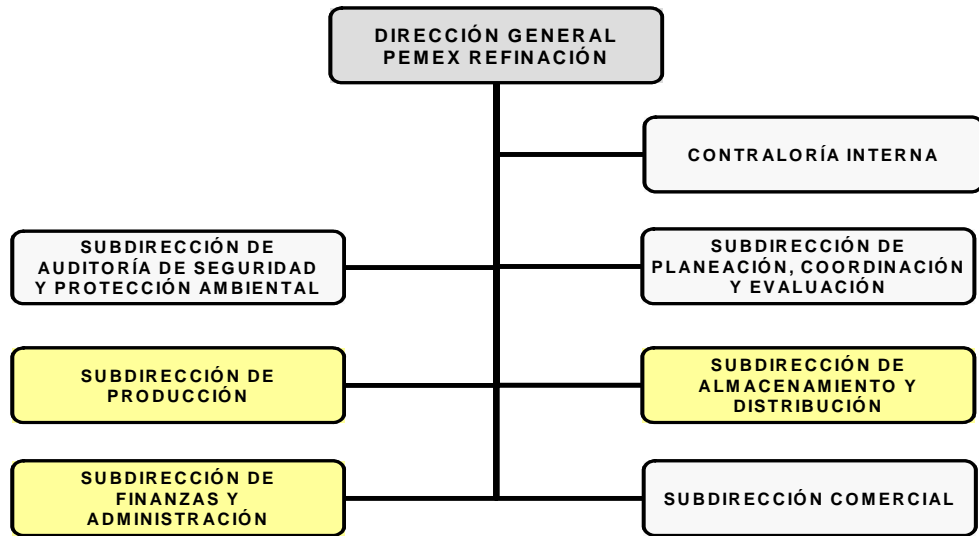 DIRECCIÓN GENERAL
PEMEX REFINACIÓN
CONTRALORÍA INTERNA
SUBDIRECCIÓN DE
AUDITORÍA DE SEGURIDAD
Y PROTECCIÓN AMBIENTAL
SUBDIRECCIÓN DE
PLANEACIÓN, COORDINACIÓN
Y EVALUACIÓN
SUBDIRECCIÓN DE
PRODUCCIÓN
SUBDIRECCIÓN DE
ALMACENAMIENTO Y
DISTRIBUCIÓN
SUBDIRECCIÓN DE
FINANZAS Y
ADMINISTRACIÓN
SUBDIRECCIÓN COMERCIAL